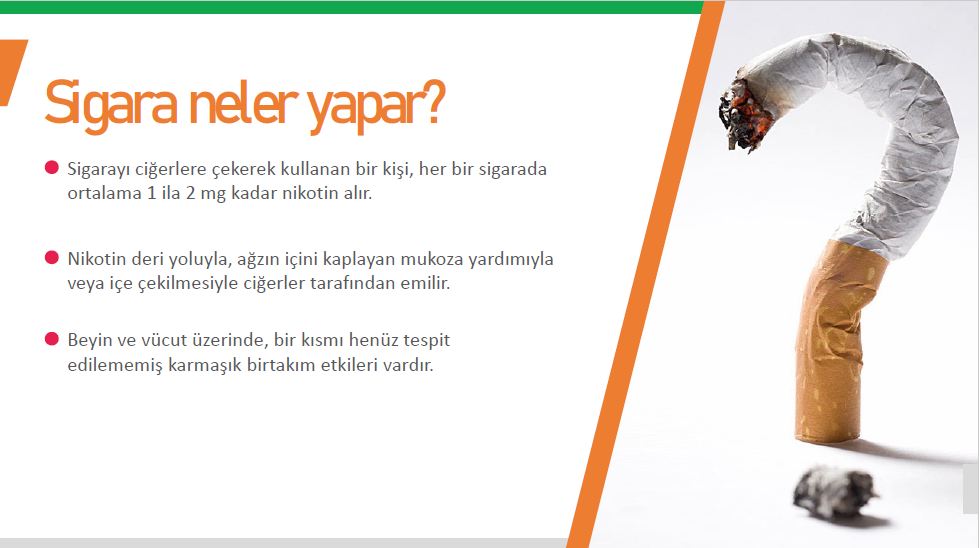 Sigara neler yapar?
Sigarayı ciğerlere çekerek kullanan bir kişi, her bir sigarada
ortalama 1 ila 2 mg kadar nikotin alır.
Nikotin deri yoluyla, ağzın içini kaplayan mukoza yardımıyla
veya içe çekilmesiyle ciğerler tarafından emilir.
Beyin ve vücut üzerinde, bir kısmı henüz tespit
edilememiş karmaşık birtakım etkileri vardır.